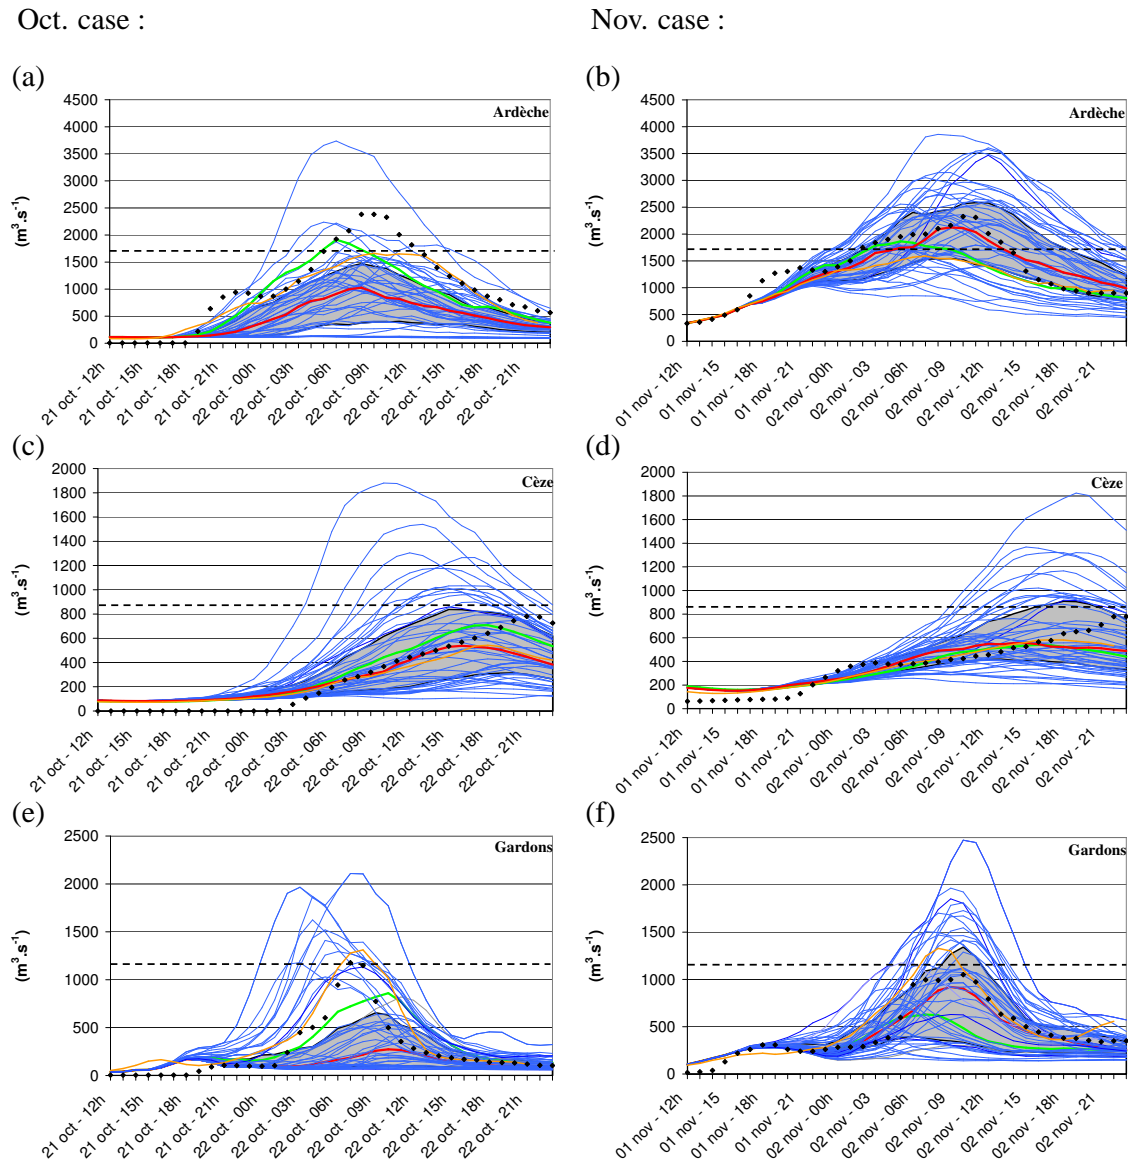 Oct. case :
Nov. case :
(a)
(b)
4500
4000
3500
3000
2500
2000
1500
1000
500
0
(m³.s⁻¹)
Ardèche
21 oct - 12h
21 oct - 15h
21 oct - 18h
21 oct - 21h
22 oct - 00h
22 oct - 03h
22 oct - 06h
22 oct - 09h
22 oct - 12h
22 oct - 15h
22 oct - 18h
22 oct - 21h
4500
4000
3500
3000
2500
2000
1500
1000
500
0
(m³.s⁻¹)
Ardèche
01 nov - 12h
01 nov - 15
01 nov - 18h
01 nov - 21
02 nov - 00h
02 nov - 03
02 nov - 06h
02 nov - 09
02 nov - 12h
02 nov - 15
02 nov - 18h
02 nov - 21
(c)
(d)
2000
1800
1600
1400
1200
1000
800
600
400
200
0
(m³.s⁻¹)
Cèze
21 oct - 12h
21 oct - 15h
21 oct - 18h
21 oct - 21h
22 oct - 00h
22 oct - 03h
22 oct - 06h
22 oct - 09h
22 oct - 12h
22 oct - 15h
22 oct - 18h
22 oct - 21h
2000
1800
1600
1400
1200
1000
800
600
400
200
0
(m³.s⁻¹)
Cèze
01 nov - 12h
01 nov - 15
01 nov - 18h
01 nov - 21
02 nov - 00h
02 nov - 03
02 nov - 06h
02 nov - 09
02 nov - 12h
02 nov - 15
02 nov - 18h
02 nov - 21
(e)
(f)
2500
2000
1500
1000
500
0
(m³.s⁻¹)
Gardons
21 oct - 12h
21 oct - 15h
21 oct - 18h
21 oct - 21h
22 oct - 00h
22 oct - 03h
22 oct - 06h
22 oct - 09h
22 oct - 12h
22 oct - 15h
22 oct - 18h
22 oct - 21h
2500
2000
1500
1000
500
0
(m³.s⁻¹)
Gardons
01 nov - 12h
01 nov - 15
01 nov - 18h
01 nov - 21
02 nov - 00h
02 nov - 03
02 nov - 06h
02 nov - 09
02 nov - 12h
02 nov - 15
02 nov - 18h
02 nov - 21